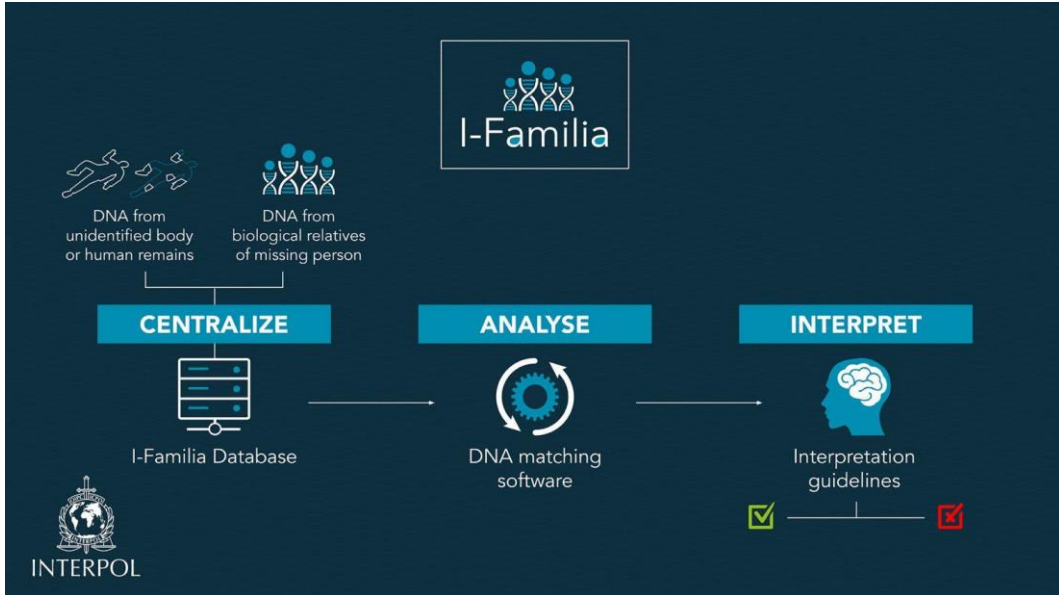 I-Familia
DNA from
unidentified body
or human remains
DNA from
biological relatives
of missing person
CENTRALIZE
ANALYSE
INTERPRET
I-Familia Database
DNA matching
software
Interpretation
guidelines
INTERPOL